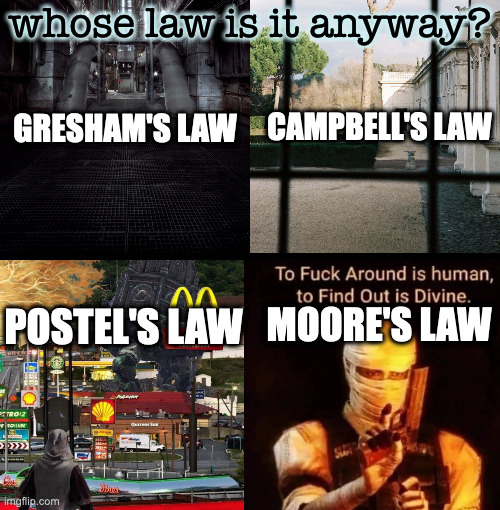 whose law is it anyway?
GRESHAM'S LAW
CAMPBELL'S LAW
To Fuck Around is human,
to Find Out is Divine.
POSTEL'S LAW
MOORE'S LAW
Shell
imgflip.com